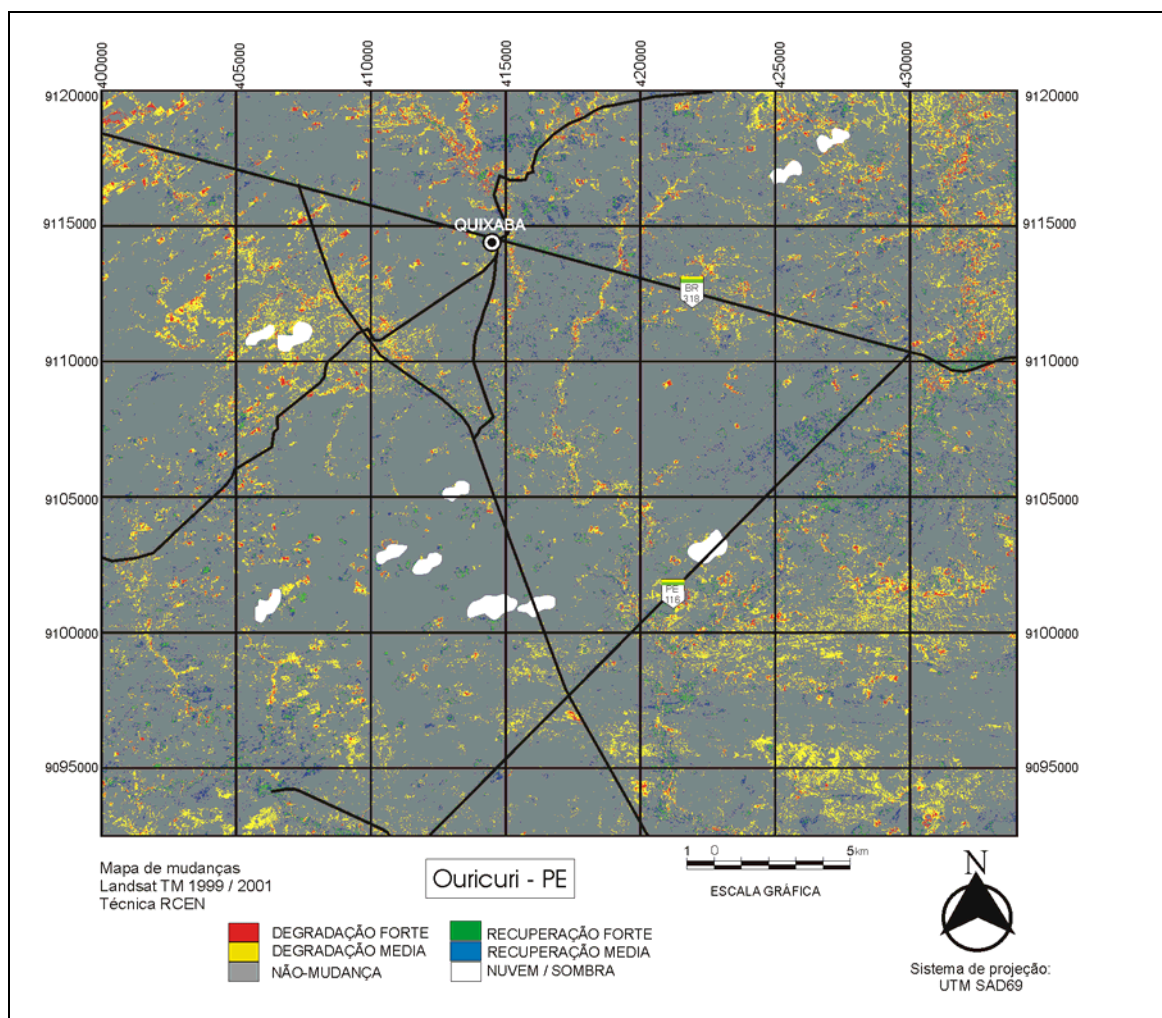 400000
405000
410000
415000
420000
425000
430000
9120000
9120000
9115000
9115000
QUIXABA
BR
318
9110000
9110000
9105000
9105000
PE
116
9100000
9100000
9095000
9095000
Mapa de mudanças
Landsat TM 1999 / 2001
Técnica RCEN
Ouricuri - PE
1 0 5km
ESCALA GRÁFICA
N
DEGRADAÇÃO FORTE
DEGRADAÇÃO MEDIA
NÃO-MUDANÇA
RECUPERAÇÃO FORTE
RECUPERAÇÃO MEDIA
NUVEM / SOMBRA
Sistema de projeção:
UTM SAD69